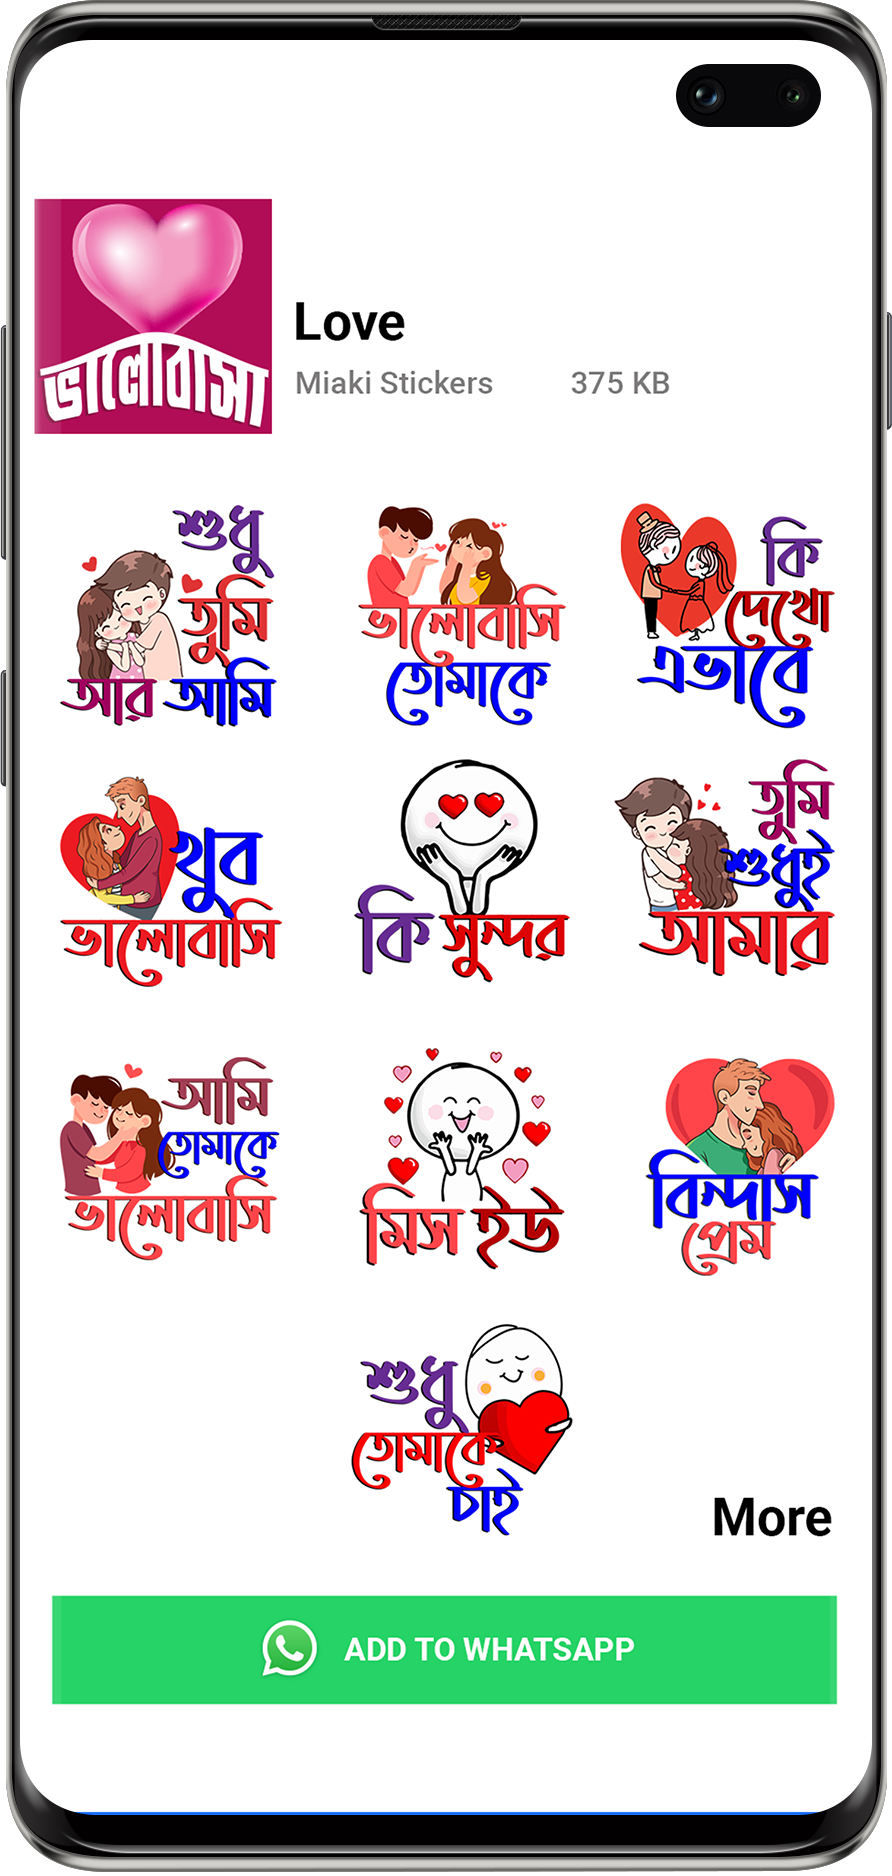 ভালোবাসা
Love
Miaki Stickers 375 KB
শুধু
তুমি
আর আমি
ভালোবাসি
তোমাকে
কি
দেখো
এভাবে
খুব
ভালোবাসি
কি সুন্দর
তুমি
শুধুই
আমার
আমি
তোমাকে
ভালোবাসি
মিস ইউ
বিন্দাস
প্রেম
শুধু
তোমাকে
চাই
More
ADD TO WHATSAPP